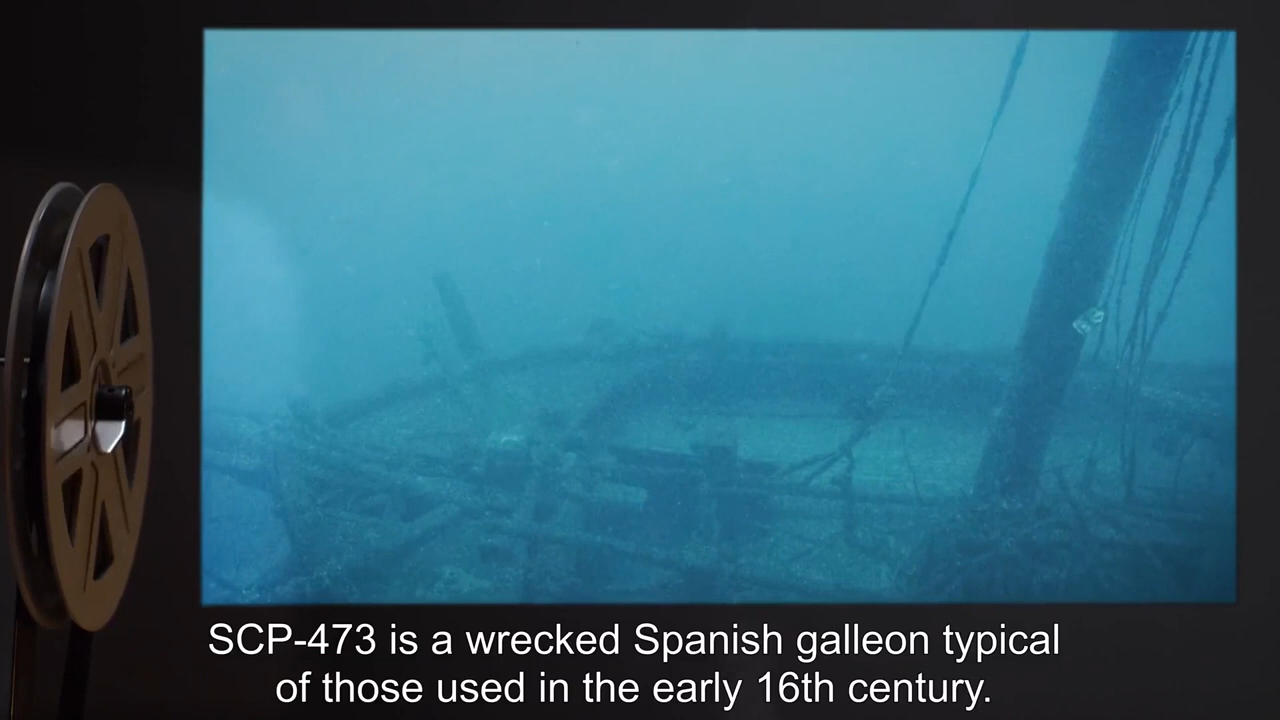 SCP-473 is a wrecked Spanish galleon typical
of those used in the early 16th century.